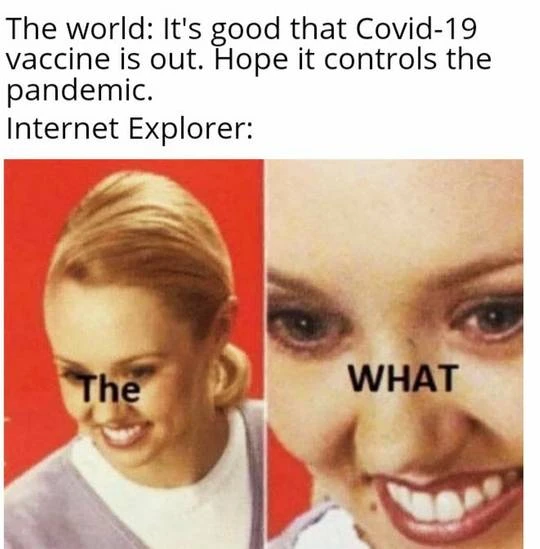 The world: It's good that Covid-19
vaccine is out. Hope it controls the
pandemic.
Internet Explorer:
The
WHAT